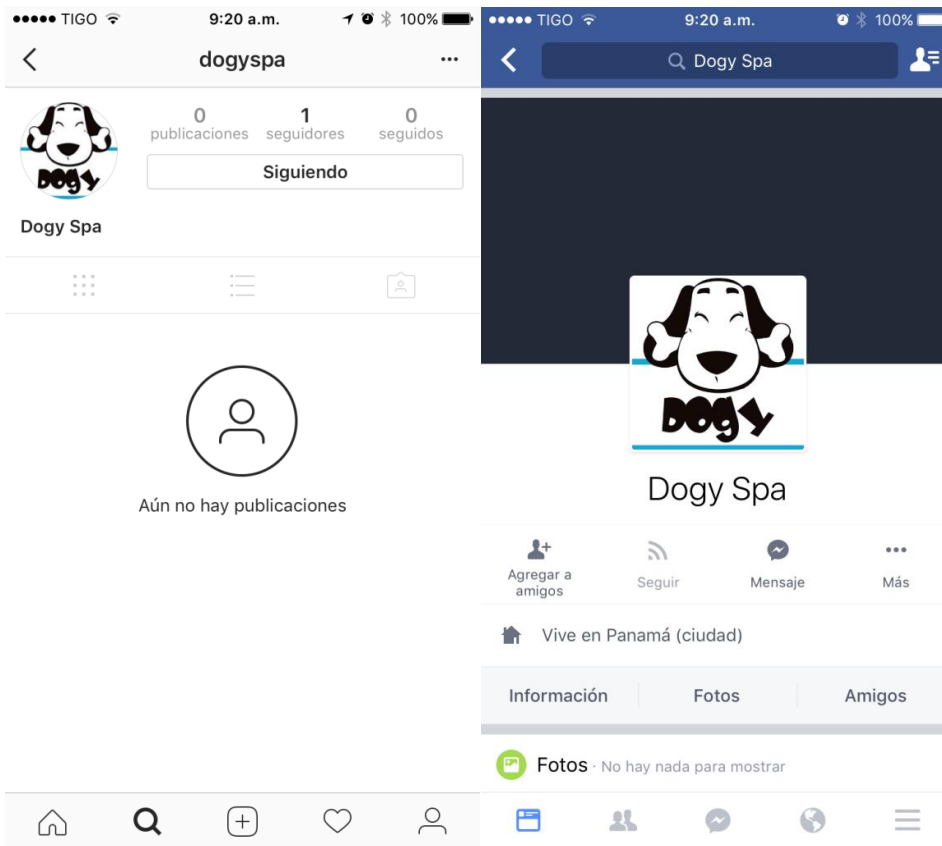 TIGO 9:20 a.m. 100%
dogyspa
DOGY
0 1 0
publicaciones seguidores seguidos
Siguiendo
Dogy Spa
Aún no hay publicaciones
TIGO 9:20 a.m. 100%
Dogy Spa
DOGY
Dogy Spa
Agregar a amigos
Seguir
Mensaje
Más
Vive en Panamá (ciudad)
Información Fotos Amigos
Fotos · No hay nada para mostrar